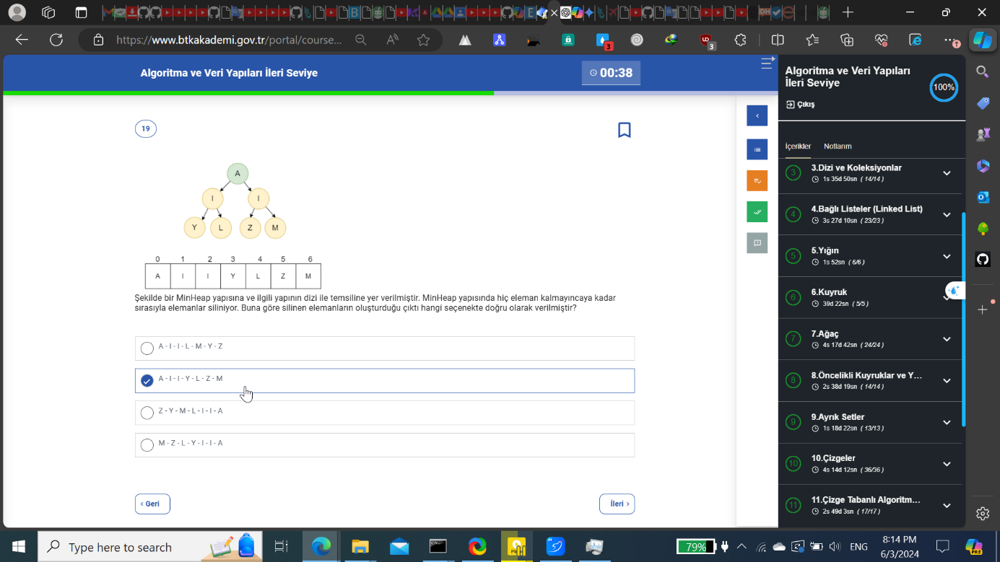 https://www.btkakademi.gov.tr/portal/course...
3
3
Algoritma ve Veri Yapıları İleri Seviye
00:38
19
A
I
I
Y
L
Z
M
0 1 2 3 4 5 6
A I I Y L Z M
Şekilde bir MinHeap yapısına ve ilgili yapının dizi ile temsiline yer verilmiştir. MinHeap yapısında hiç eleman kalmayıncaya kadar
sırasıyla elemanlar siliniyor. Buna göre silinen elemanların oluşturduğu çıktı hangi seçenekte doğru olarak verilmiştir?
A - I - I - L - M - Y - Z
A - I - I - Y - L - Z - M
Z - Y - M - L - I - I - A
M - Z - L - Y - I - I - A
‹ Geri
İleri ›
Algoritma ve Veri Yapıları
İleri Seviye
100%
Çıkış
İçerikler Notlarım
3
3.Dizi ve Koleksiyonlar
1s 35d 50sn ( 14/14 )
4
4.Bağlı Listeler (Linked List)
3s 27d 10sn ( 23/23 )
5
5.Yığın
1s 52sn ( 6/6 )
6
6.Kuyruk
39d 22sn ( 5/5 )
7
7.Ağaç
4s 17d 42sn ( 24/24 )
8
8.Öncelikli Kuyruklar ve Y...
2s 38d 19sn ( 14/14 )
9
9.Ayrık Setler
1s 18d 22sn ( 13/13 )
10
10.Çizgeler
4s 14d 12sn ( 36/36 )
11
11.Çizge Tabanlı Algoritm...
2s 49d 3sn ( 17/17 )
Type here to search
79%
ENG
8:14 PM
6/3/2024
PRE